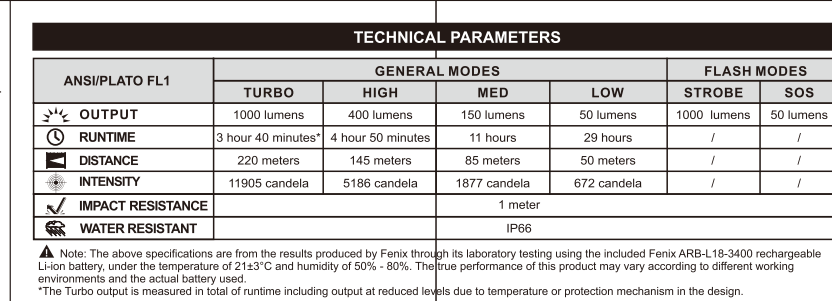 TECHNICAL PARAMETERS
ANSI/PLATO FL1 GENERAL MODES FLASH MODES
TURBO HIGH MED LOW STROBE SOS
OUTPUT 1000 lumens 400 lumens 150 lumens 50 lumens 1000 lumens 50 lumens
RUNTIME 3 hour 40 minutes* 4 hour 50 minutes 11 hours 29 hours / /
DISTANCE 220 meters 145 meters 85 meters 50 meters / /
INTENSITY 11905 candela 5186 candela 1877 candela 672 candela / /
IMPACT RESISTANCE 1 meter
WATER RESISTANT IP66
Note: The above specifications are from the results produced by Fenix through its laboratory testing using the included Fenix ARB-L18-3400 rechargeable
Li-ion battery, under the temperature of 21±3°C and humidity of 50% - 80%. The true performance of this product may vary according to different working
environments and the actual battery used.
*The Turbo output is measured in total of runtime including output at reduced levels due to temperature or protection mechanism in the design.